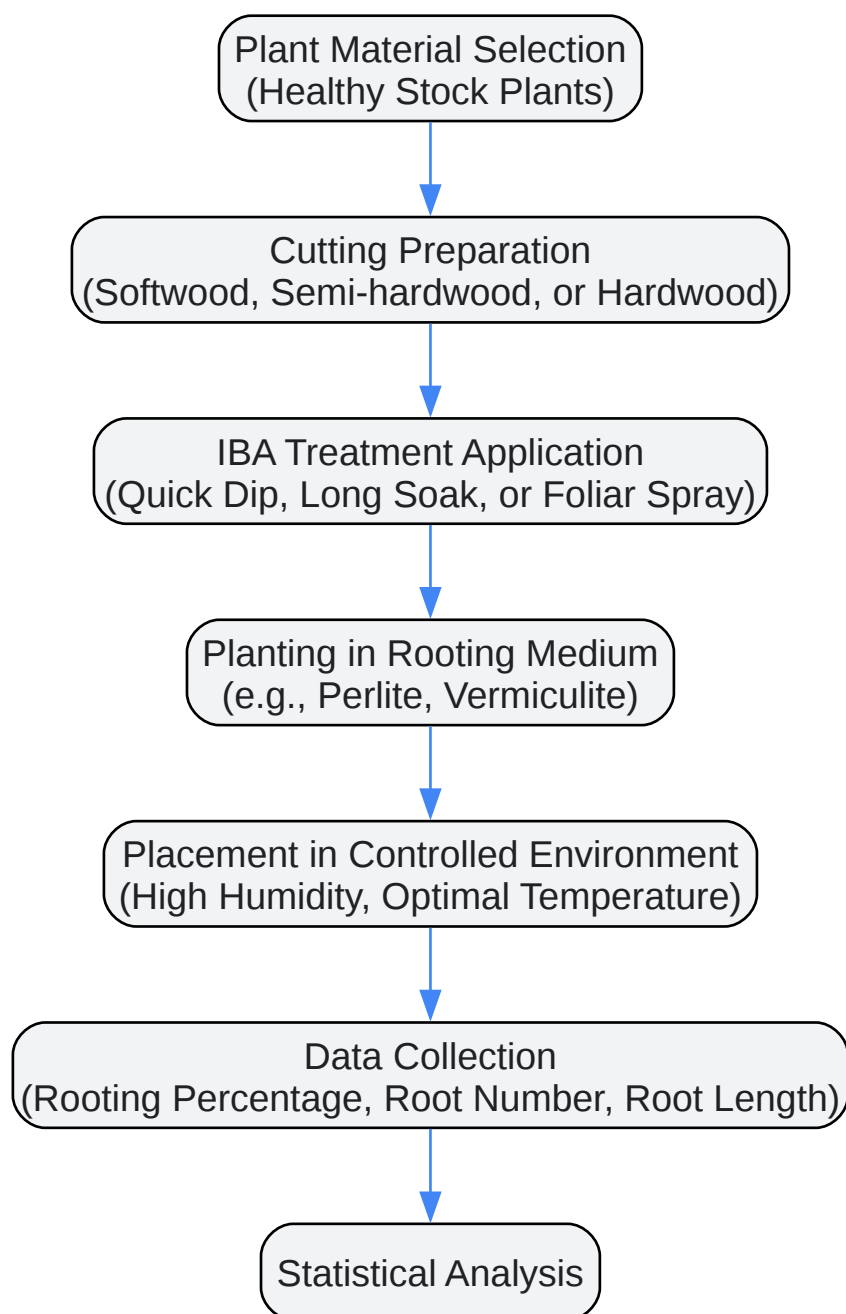 Plant Material Selection
(Healthy Stock Plants)
Cutting Preparation
(Softwood, Semi-hardwood, or Hardwood)
IBA Treatment Application
(Quick Dip, Long Soak, or Foliar Spray)
Planting in Rooting Medium
(e.g., Perlite, Vermiculite)
Placement in Controlled Environment
(High Humidity, Optimal Temperature)
Data Collection
(Rooting Percentage, Root Number, Root Length)
Statistical Analysis